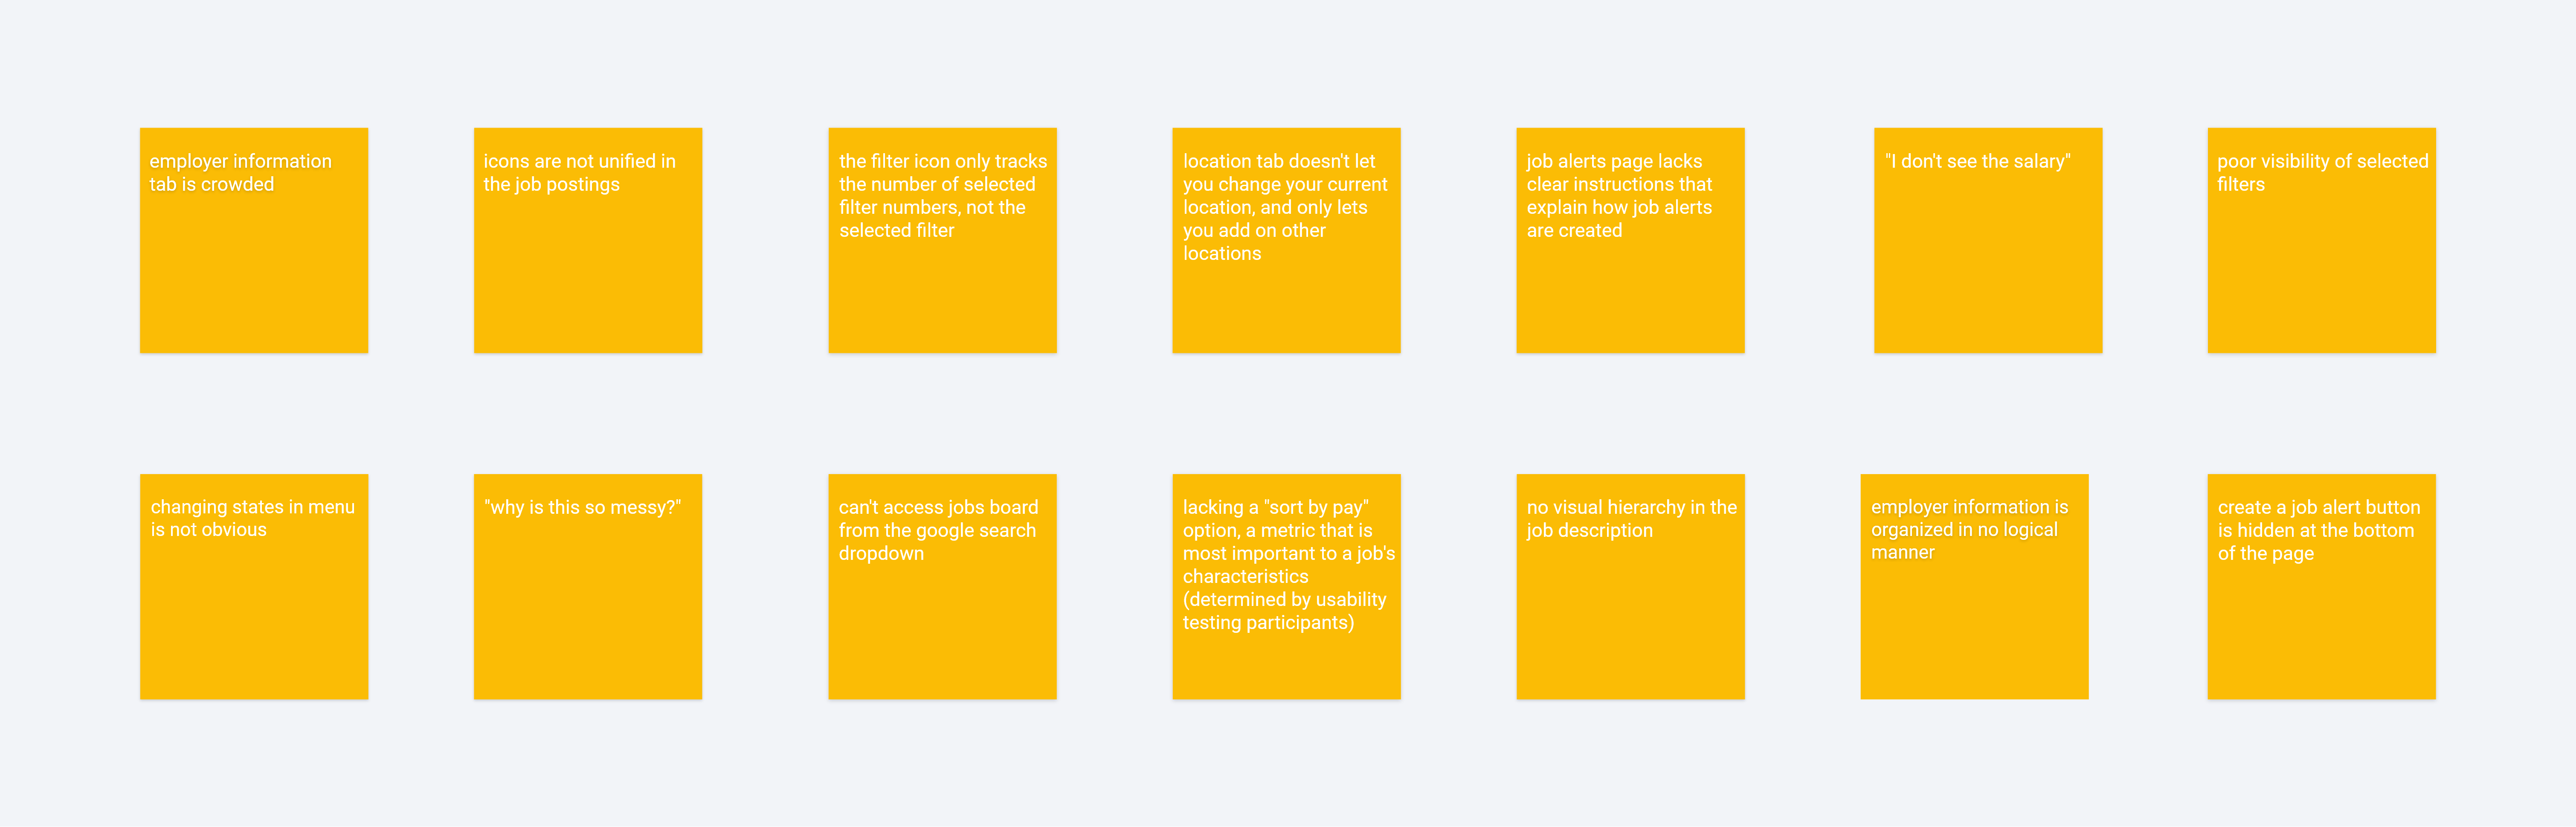 employer information
tab is crowded
icons are not unified in
the job postings
the filter icon only tracks
the number of selected
filter numbers, not the
selected filter
location tab doesn't let
you change your current
location, and only lets
you add on other
locations
job alerts page lacks
clear instructions that
explain how job alerts
are created
"I don't see the salary"
poor visibility of selected
filters
changing states in menu
is not obvious
"why is this so messy?"
can't access jobs board
from the google search
dropdown
lacking a "sort by pay"
option, a metric that is
most important to a job's
characteristics
(determined by usability
testing participants)
no visual hierarchy in the
job description
employer information is
organized in no logical
manner
create a job alert button
is hidden at the bottom
of the page